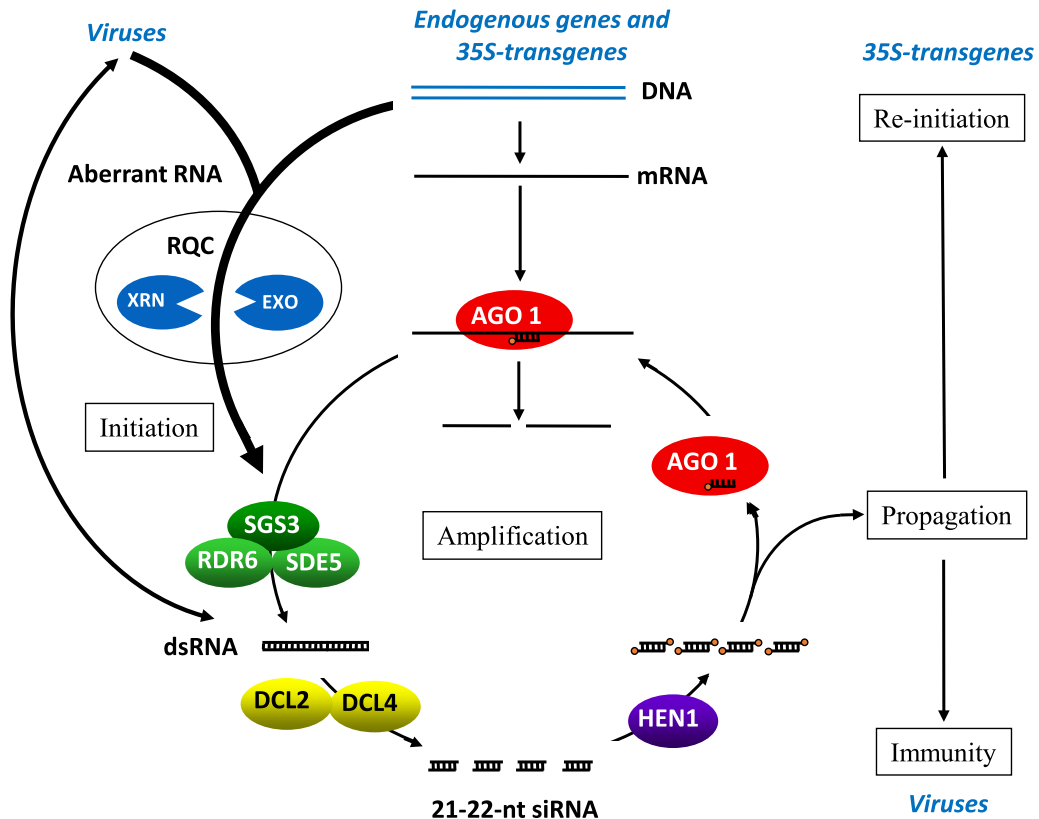 Viruses
Endogenous genes and
35S-transgenes
35S-transgenes
DNA
Re-initiation
Aberrant RNA
mRNA
RQC
XRN
EXO
AGO 1
Initiation
AGO 1
SGS3
Amplification
Propagation
RDR6
SDE5
dsRNA
DCL2
DCL4
HEN1
Immunity
21-22-nt siRNA
Viruses